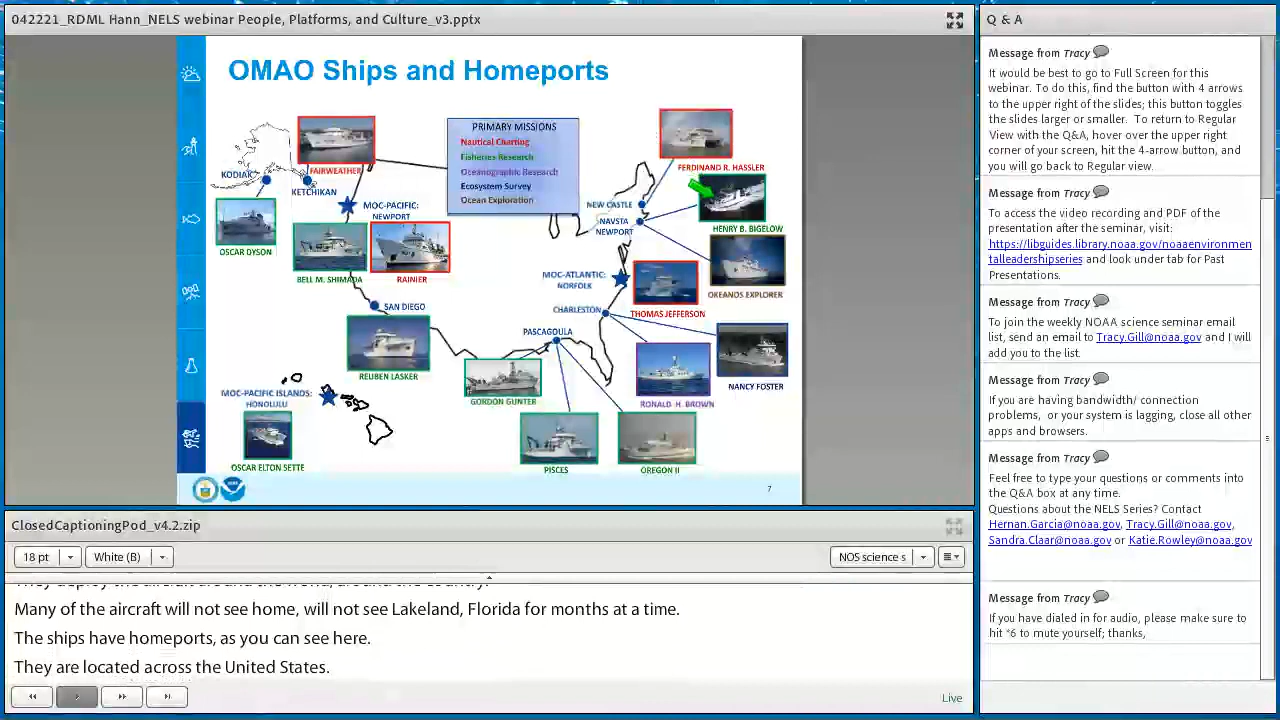 042221_RDML Hann_NELS webinar People, Platforms, and Culture_v3.pptx
OMAO Ships and Homeports
PRIMARY MISSIONS
Nautical Charting
Fisheries Research
Oceanographic Research
Ecosystem Survey
Ocean Exploration
KODIAK
FAIRWEATHER
KETCHIKAN
MOC-PACIFIC:
NEWPORT
OSCAR DYSON
BELL M. SHIMADA
RAINIER
SAN DIEGO
REUBEN LASKER
MOC-PACIFIC ISLANDS:
HONOLULU
OSCAR ELTON SETTE
FERDINAND R. HASSLER
NEW CASTLE
NAVSTA
NEWPORT
HENRY B. BIGELOW
OKEANOS EXPLORER
MOC-ATLANTIC:
NORFOLK
THOMAS JEFFERSON
CHARLESTON
PASCAGOULA
NANCY FOSTER
RONALD H. BROWN
GORDON GUNTER
PISCES
OREGON II
7
ClosedCaptioningPod_v4.2.zip
18 pt
White (B)
NOS science s
They deploy the aircraft around the world, around the country.
Many of the aircraft will not see home, will not see Lakeland, Florida for months at a time.
The ships have homeports, as you can see here.
They are located across the United States.
Live
Q & A
Message from Tracy
It would be best to go to Full Screen for this
webinar. To do this, find the button with 4 arrows
to the upper right of the slides; this button toggles
the slides larger or smaller. To return to Regular
View with the Q&A, hover over the upper right
corner of your screen, hit the 4-arrow button, and
you will go back to Regular view.
Message from Tracy
To access the video recording and PDF of the
presentation after the seminar, visit:
https://libguides.library.noaa.gov/noaaenvironmen
talleadershipseries and look under tab for Past
Presentations.
Message from Tracy
To join the weekly NOAA science seminar email
list, send an email to Tracy.Gill@noaa.gov and I will
add you to the list.
Message from Tracy
If you are having bandwidth/ connection
problems, or your system is lagging, close all other
apps and browsers.
Message from Tracy
Feel free to type your questions or comments into
the Q&A box at any time.
Questions about the NELS Series? Contact
Hernan.Garcia@noaa.gov, Tracy.Gill@noaa.gov,
Sandra.Claar@noaa.gov or Katie.Rowley@noaa.gov
Message from Tracy
If you have dialed in for audio, please make sure to
hit *6 to mute yourself; thanks,